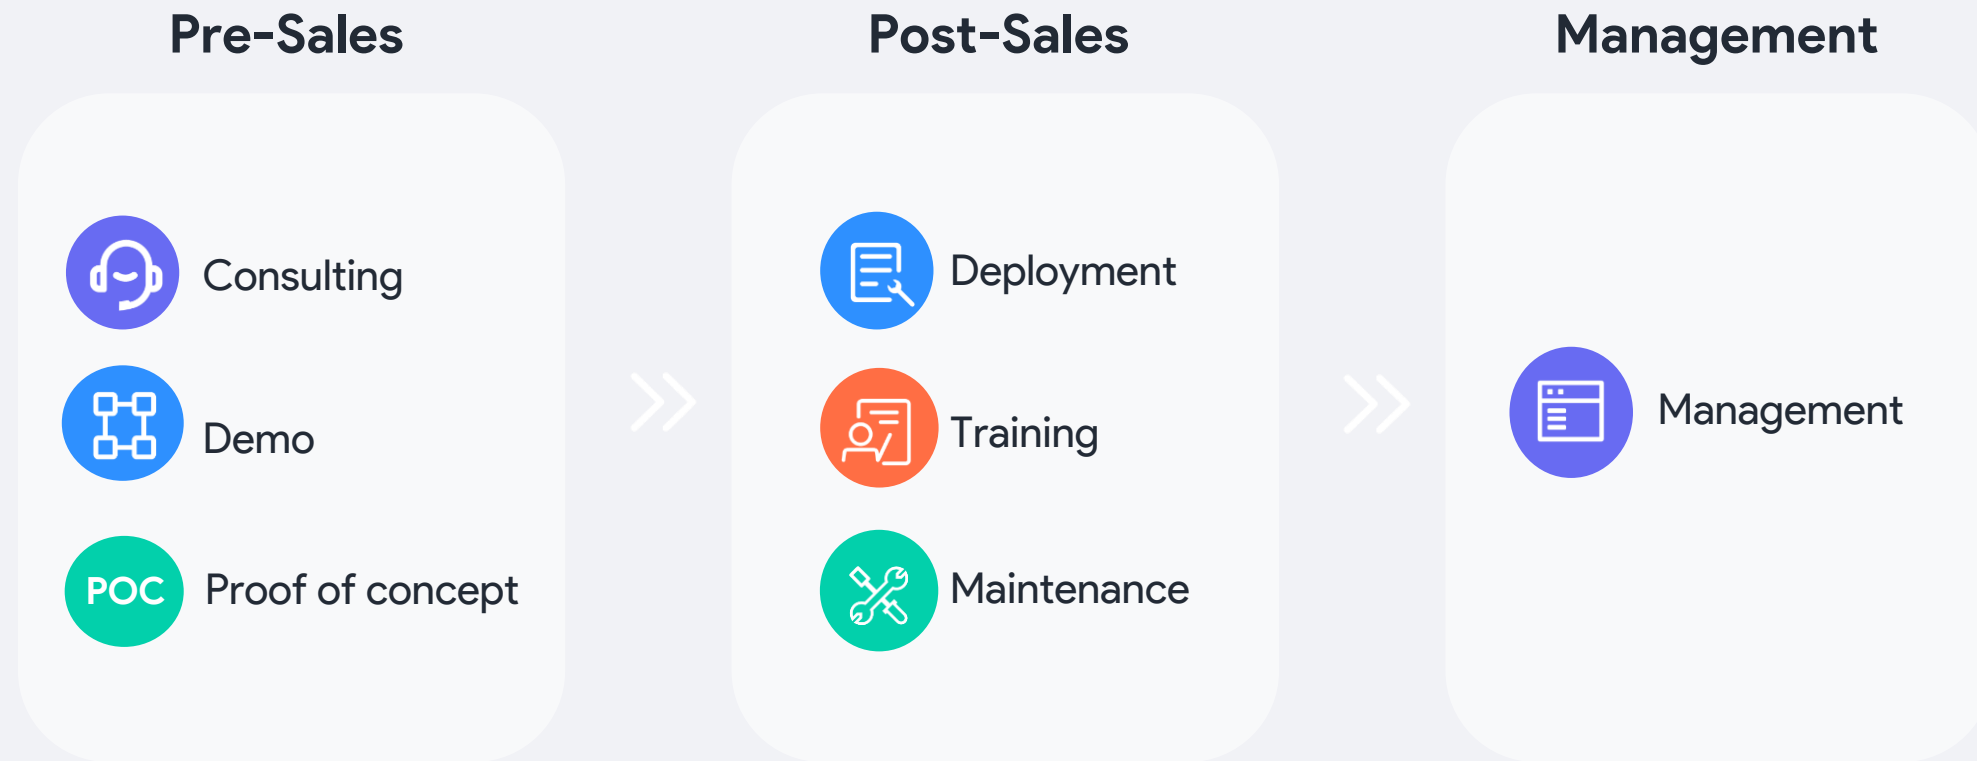 Pre-Sales
Post-Sales
Management
Consulting
Demo
POC Proof of concept
Deployment
Training
Maintenance
Management